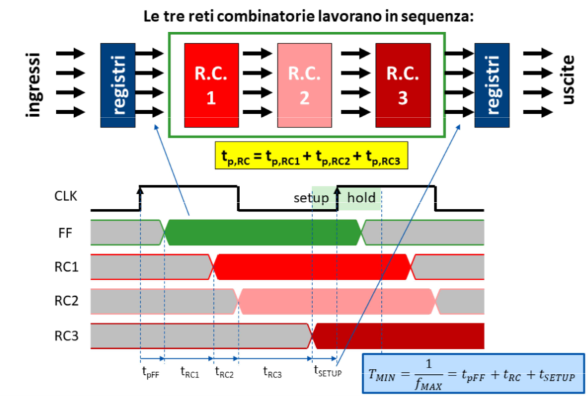 Le tre reti combinatorie lavorano in sequenza:
ingressi
registri
R.C.
1
R.C.
2
R.C.
3
registri
uscite
tp,RC = tp,RC1 + tp,RC2 + tp,RC3
CLK
setup
hold
FF
RC1
RC2
RC3
tpFF
tRC1
tRC2
tRC3
tSETUP
TMIN = 1/fMAX = tpFF + tRC + tSETUP